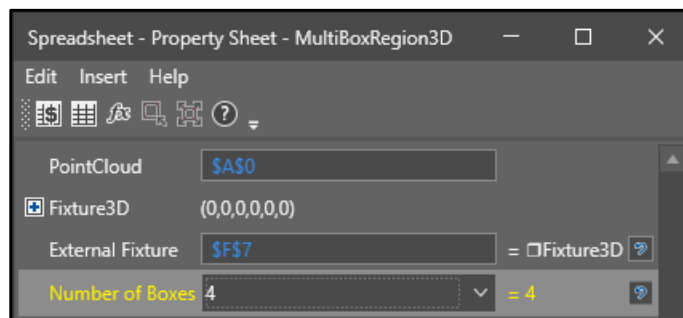 Spreadsheet - Property Sheet - MultiBoxRegion3D
Edit Insert Help
PointCloud $A$0
Fixture3D (0,0,0,0,0,0)
External Fixture $F$7 = Fixture3D
Number of Boxes 4 = 4